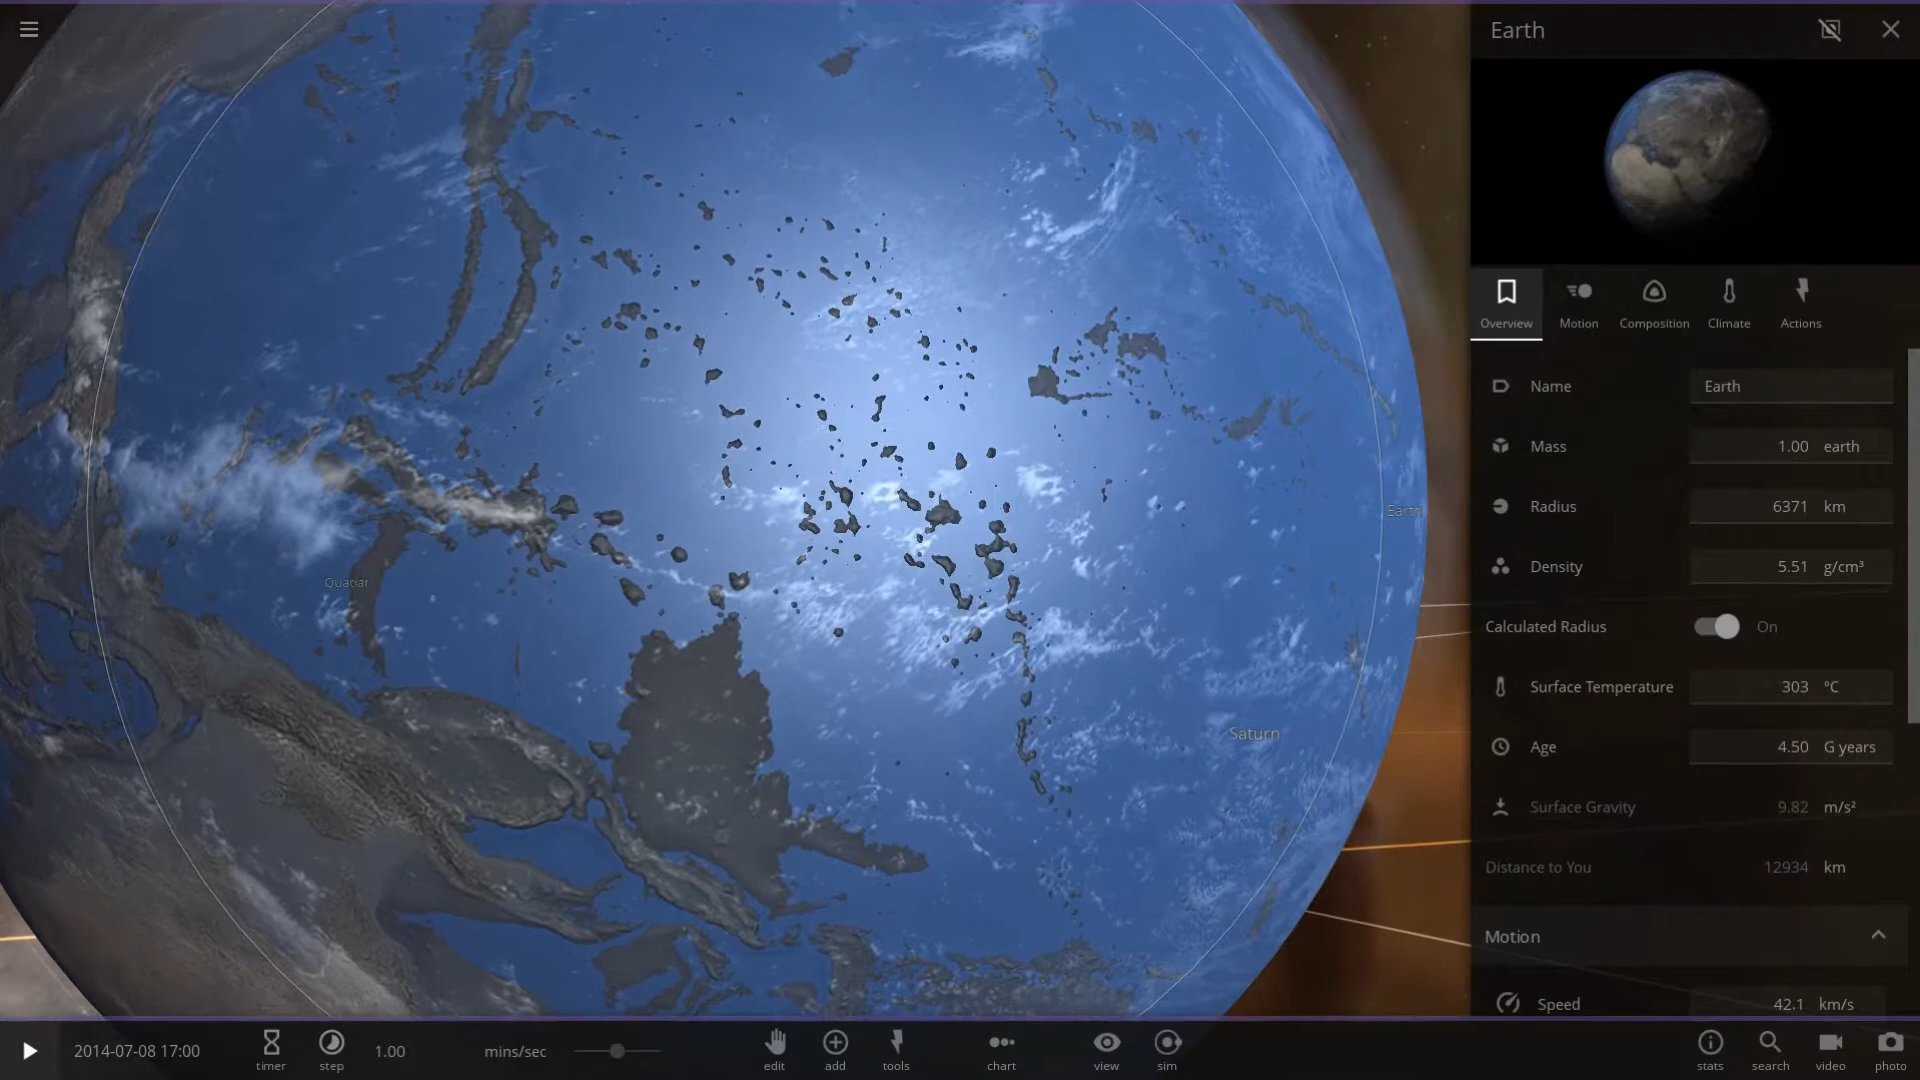 Earth
Overview
Motion
Composition
Climate
Actions
Name Earth
Mass 1.00 earth
Radius 6371 km
Density 5.51 g/cm³
Calculated Radius On
Surface Temperature 303 °C
Age 4.50 G years
Surface Gravity 9.82 m/s²
Distance to You 12934 km
Motion
Speed 42.1 km/s
Earth
Quaoar
Saturn
2014-07-08 17:00
timer
step
1.00 mins/sec
edit
add
tools
chart
view
sim
stats
search
video
photo